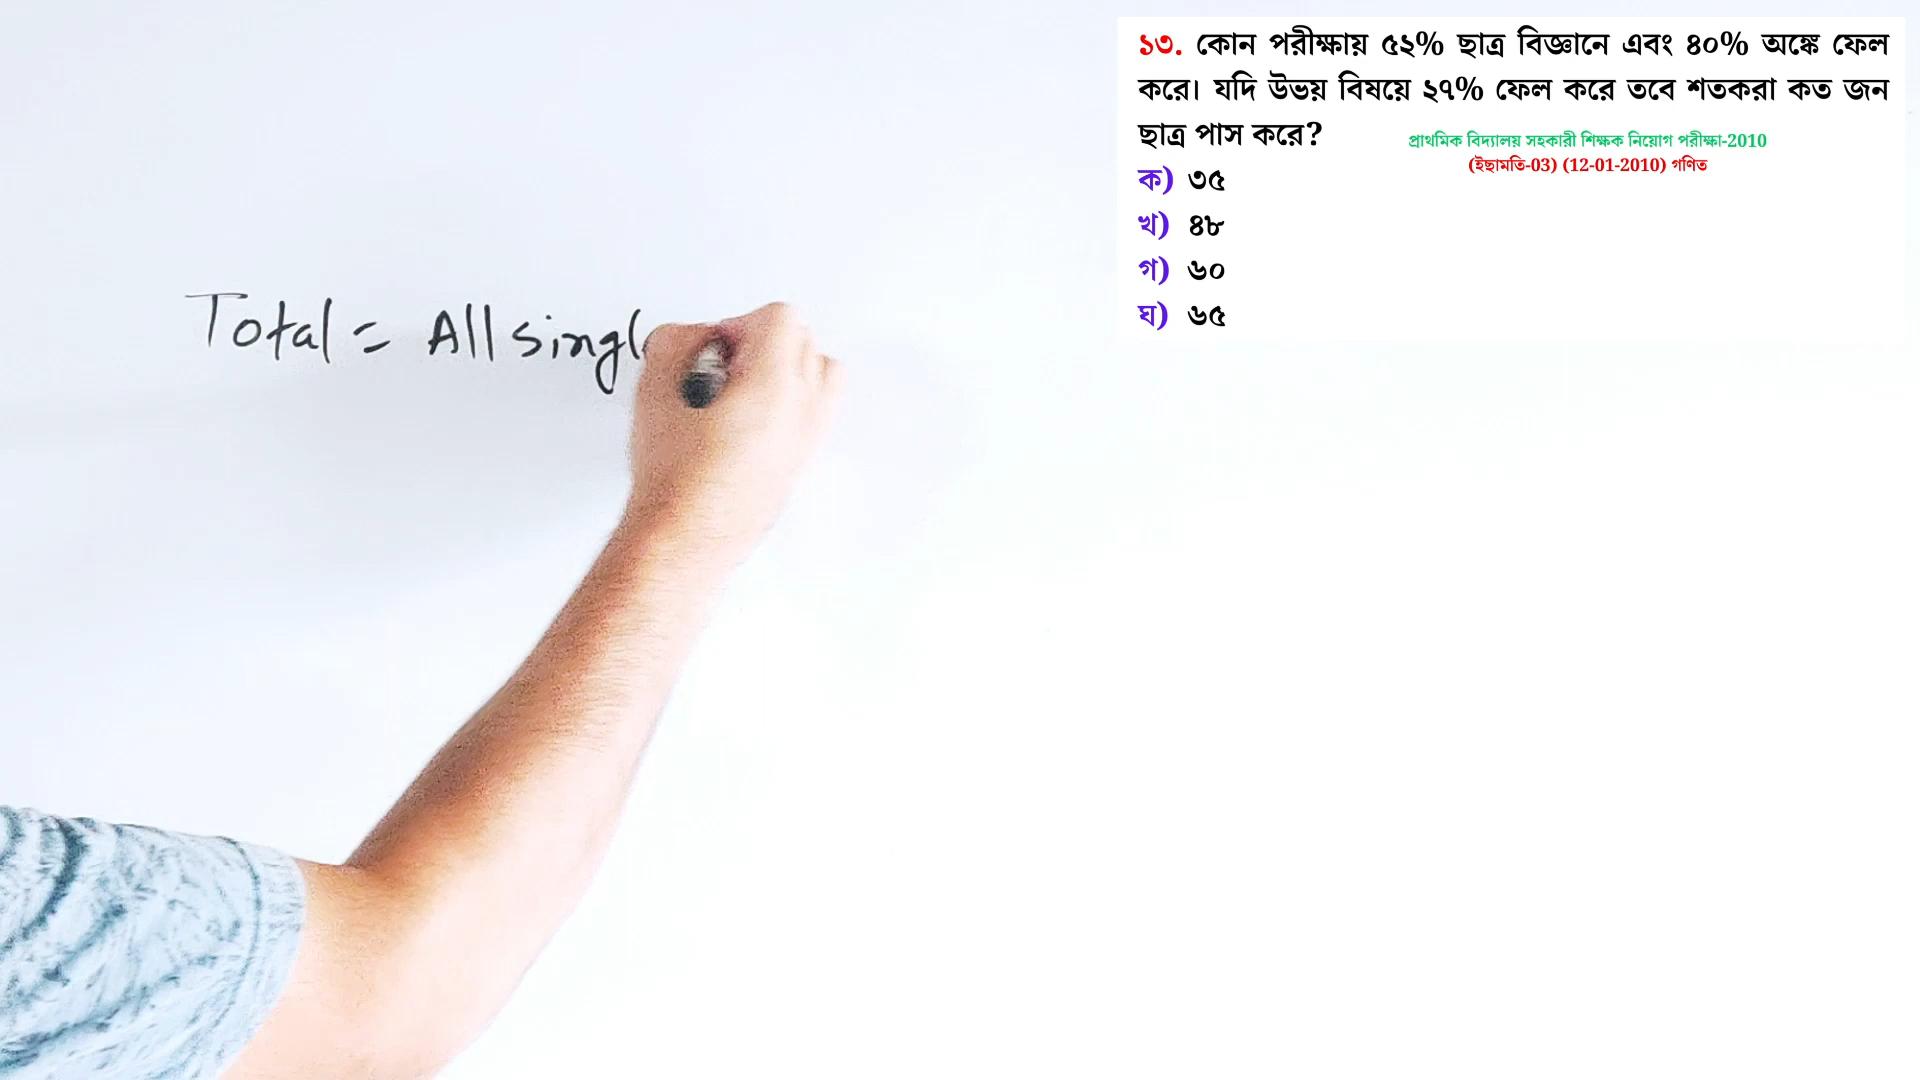 ১৩. কোন পরীক্ষায় ৫২% ছাত্র বিজ্ঞানে এবং ৪০% অঙ্কে ফেল
করে। যদি উভয় বিষয়ে ২৭% ফেল করে তবে শতকরা কত জন
ছাত্র পাস করে?
প্রাথমিক বিদ্যালয় সহকারী শিক্ষক নিয়োগ পরীক্ষা-2010
(ইছামতি-03) (12-01-2010) গণিত
ক) ৩৫
খ) ৪৮
গ) ৬০
ঘ) ৬৫
Total = All singl